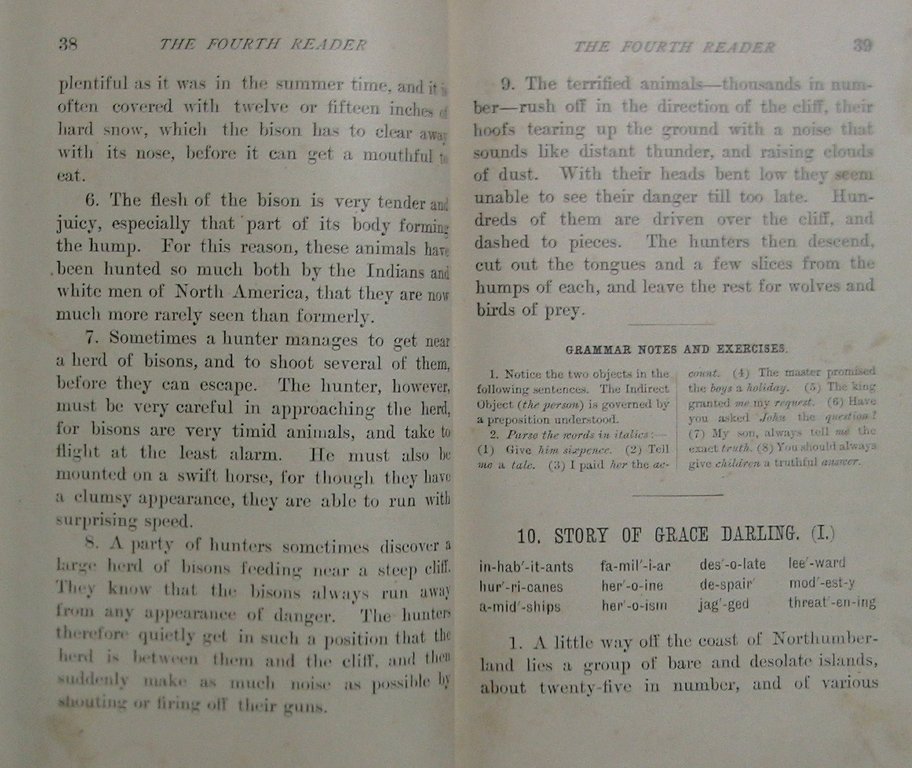 38
THE FOURTH READER
plentiful as it was in the summer time, and it is
often covered with twelve or fifteen inches of
hard snow, which the bison has to clear away
with its nose, before it can get a mouthful to
eat.
6. The flesh of the bison is very tender and
juicy, especially that part of its body forming
the hump. For this reason, these animals have
been hunted so much both by the Indians and
white men of North America, that they are now
much more rarely seen than formerly.
7. Sometimes a hunter manages to get near
a herd of bisons, and to shoot several of them,
before they can escape. The hunter, however,
must be very careful in approaching the herd,
for bisons are very timid animals, and take to
flight at the least alarm. He must also be
mounted on a swift horse, for though they have
a clumsy appearance, they are able to run with
surprising speed.
8. A party of hunters sometimes discover a
large herd of bisons feeding near a steep cliff.
They know that the bisons always run away
from any appearance of danger. The hunters
therefore quietly get in such a position that the
herd is between them and the cliff, and then
suddenly make as much noise as possible by
shouting or firing off their guns.
THE FOURTH READER
39
9. The terrified animals—thousands in num-
ber—rush off in the direction of the cliff, their
hoofs tearing up the ground with a noise that
sounds like distant thunder, and raising clouds
of dust. With their heads bent low they seem
unable to see their danger till too late. Hun-
dreds of them are driven over the cliff, and
dashed to pieces. The hunters then descend,
cut out the tongues and a few slices from the
humps of each, and leave the rest for wolves and
birds of prey.
GRAMMAR NOTES AND EXERCISES.
1. Notice the two objects in the
following sentences. The Indirect
Object (the person) is governed by
a preposition understood.
2. Parse the words in italics:—
(1) Give him sixpence. (2) Tell
me a tale. (3) I paid her the ac-
count. (4) The master promised
the boys a holiday. (5) The king
granted me my request. (6) Have
you asked John the question?
(7) My son, always tell me the
exact truth. (8) You should always
give children a truthful answer.
10. STORY OF GRACE DARLING. (I.)
in-hab'-it-ants fa-mil'-i-ar des'-o-late lee'-ward
hur'-ri-canes her'-o-ine de-spair' mod'-est-y
a-mid'-ships her'-o-ism jag'-ged threat'-en-ing
1. A little way off the coast of Northumber-
land lies a group of bare and desolate islands,
about twenty-five in number, and of various